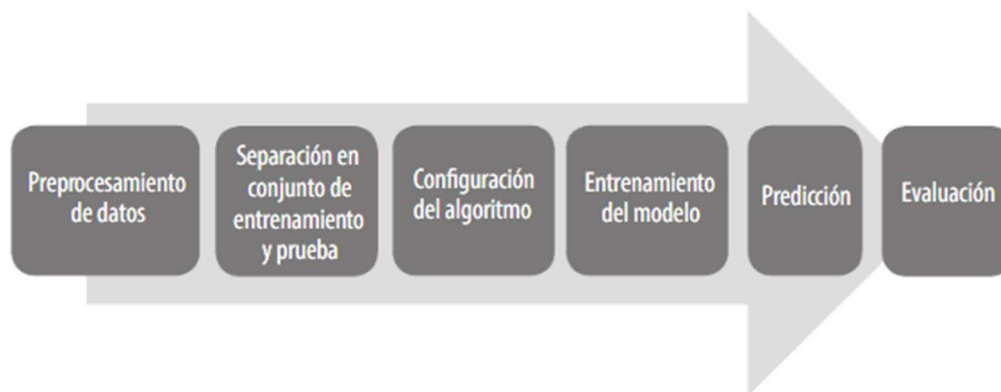 Preprocesamiento
de datos
Separación en
conjunto de
entrenamiento
y prueba
Configuración
del algoritmo
Entrenamiento
del modelo
Predicción
Evaluación